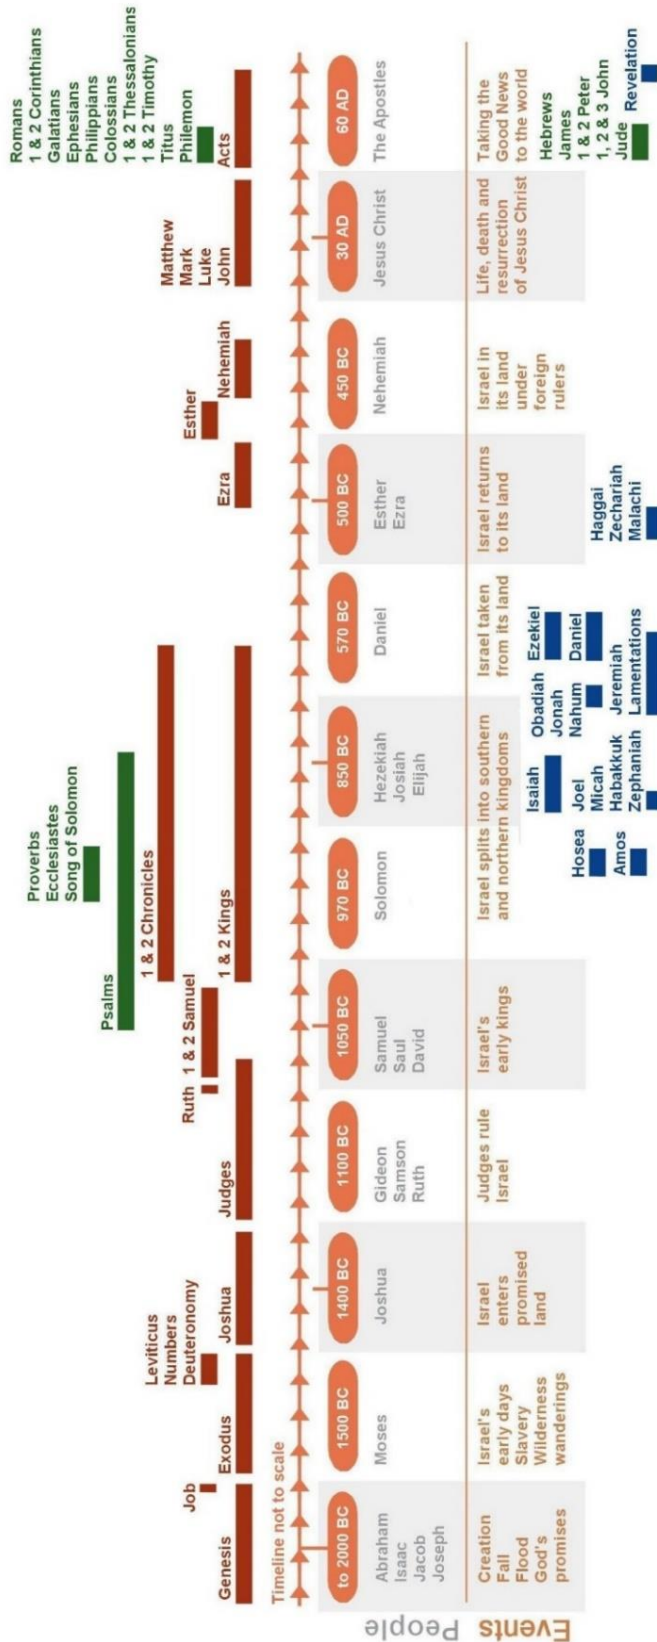 Romans
1 & 2 Corinthians
Galatians
Ephesians
Philippians
Colossians
1 & 2 Thessalonians
1 & 2 Timothy
Titus
Philemon
Proverbs
Ecclesiastes
Song of Solomon
Psalms
1 & 2 Chronicles
Leviticus
Numbers
Deuteronomy
Job
Ruth
1 & 2 Samuel
Esther
Matthew
Mark
Luke
John
Genesis
Exodus
Joshua
Judges
1 & 2 Kings
Ezra
Nehemiah
Acts
Timeline not to scale
to 2000 BC
1500 BC
1400 BC
1100 BC
1050 BC
970 BC
850 BC
570 BC
500 BC
450 BC
30 AD
60 AD
People
Abraham
Isaac
Jacob
Joseph
Moses
Joshua
Gideon
Samson
Ruth
Samuel
Saul
David
Solomon
Hezekiah
Josiah
Elijah
Daniel
Esther
Ezra
Nehemiah
Jesus Christ
The Apostles
Events
Creation
Fall
Flood
God's
promises
Israel's
early days
Slavery
Wilderness
wanderings
Israel
enters
promised
land
Judges rule
Israel
Israel's
early kings
Israel splits into southern
and northern kingdoms
Israel taken
from its land
Israel returns
to its land
Israel in
its land
under
foreign
rulers
Life, death and
resurrection
of Jesus Christ
Taking the
Good News
to the world
Hosea
Amos
Isaiah
Joel
Micah
Habakkuk
Zephaniah
Obadiah
Jonah
Nahum
Jeremiah
Lamentations
Ezekiel
Daniel
Haggai
Zechariah
Malachi
Hebrews
James
1 & 2 Peter
1, 2 & 3 John
Jude
Revelation